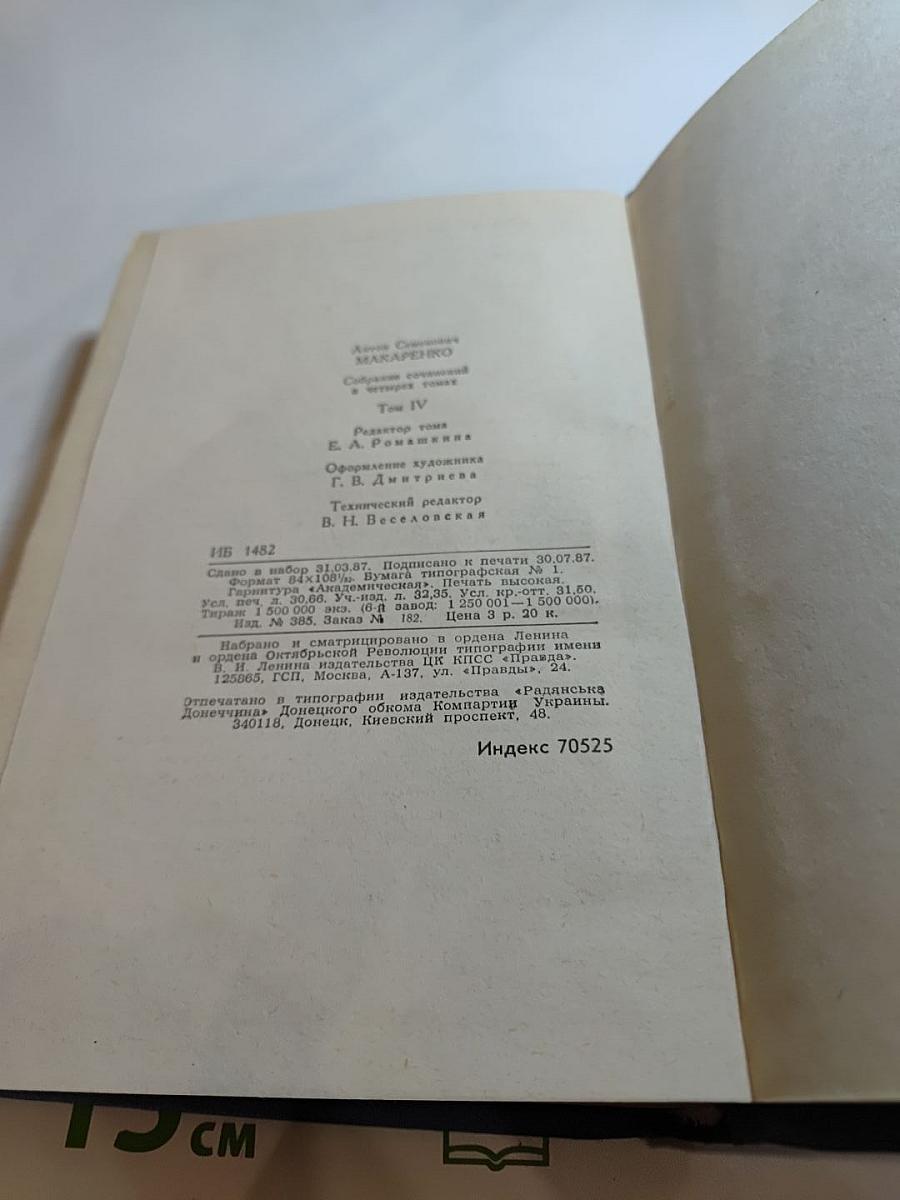 Антон Семенович
МАКАРЕНКО
Собрание сочинений
в четырех томах
Том IV
Редактор тома
Е. А. Ромашкина
Оформление художника
Г. В. Дмитриева
Технический редактор
В. Н. Веселовская
ИБ 1482
Сдано в набор 31.03.87. Подписано к печати 30.07.87.
Формат 84×108¹/₃₂. Бумага типографская № 1.
Гарнитура «Академическая». Печать высокая.
Усл. печ. л. 30,66. Уч.-изд. л. 32,35. Усл. кр.-отт. 31,50.
Тираж 1 500 000 экз. (6-й завод: 1 250 001—1 500 000).
Изд. № 385. Заказ № 182. Цена 3 р. 20 к.
Набрано и сматрицировано в ордена Ленина
и ордена Октябрьской Революции типографии имени
В. И. Ленина издательства ЦК КПСС «Правда».
125865, ГСП, Москва, А-137, ул. «Правды», 24.
Отпечатано в типографии издательства «Радянська
Донеччина» Донецкого обкома Компартии Украины.
340118, Донецк, Киевский проспект, 48.
Индекс 70525
15 см